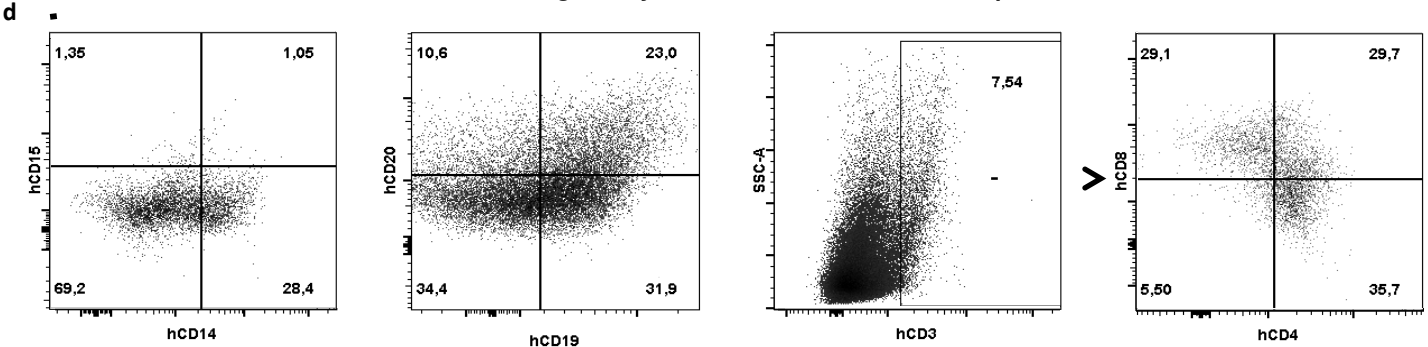 d
1,35
1,05
69,2
28,4
hCD15
hCD14
10,6
23,0
34,4
31,9
hCD20
hCD19
7,54
SSC-A
hCD3
>
29,1
29,7
5,50
35,7
hCD8
hCD4